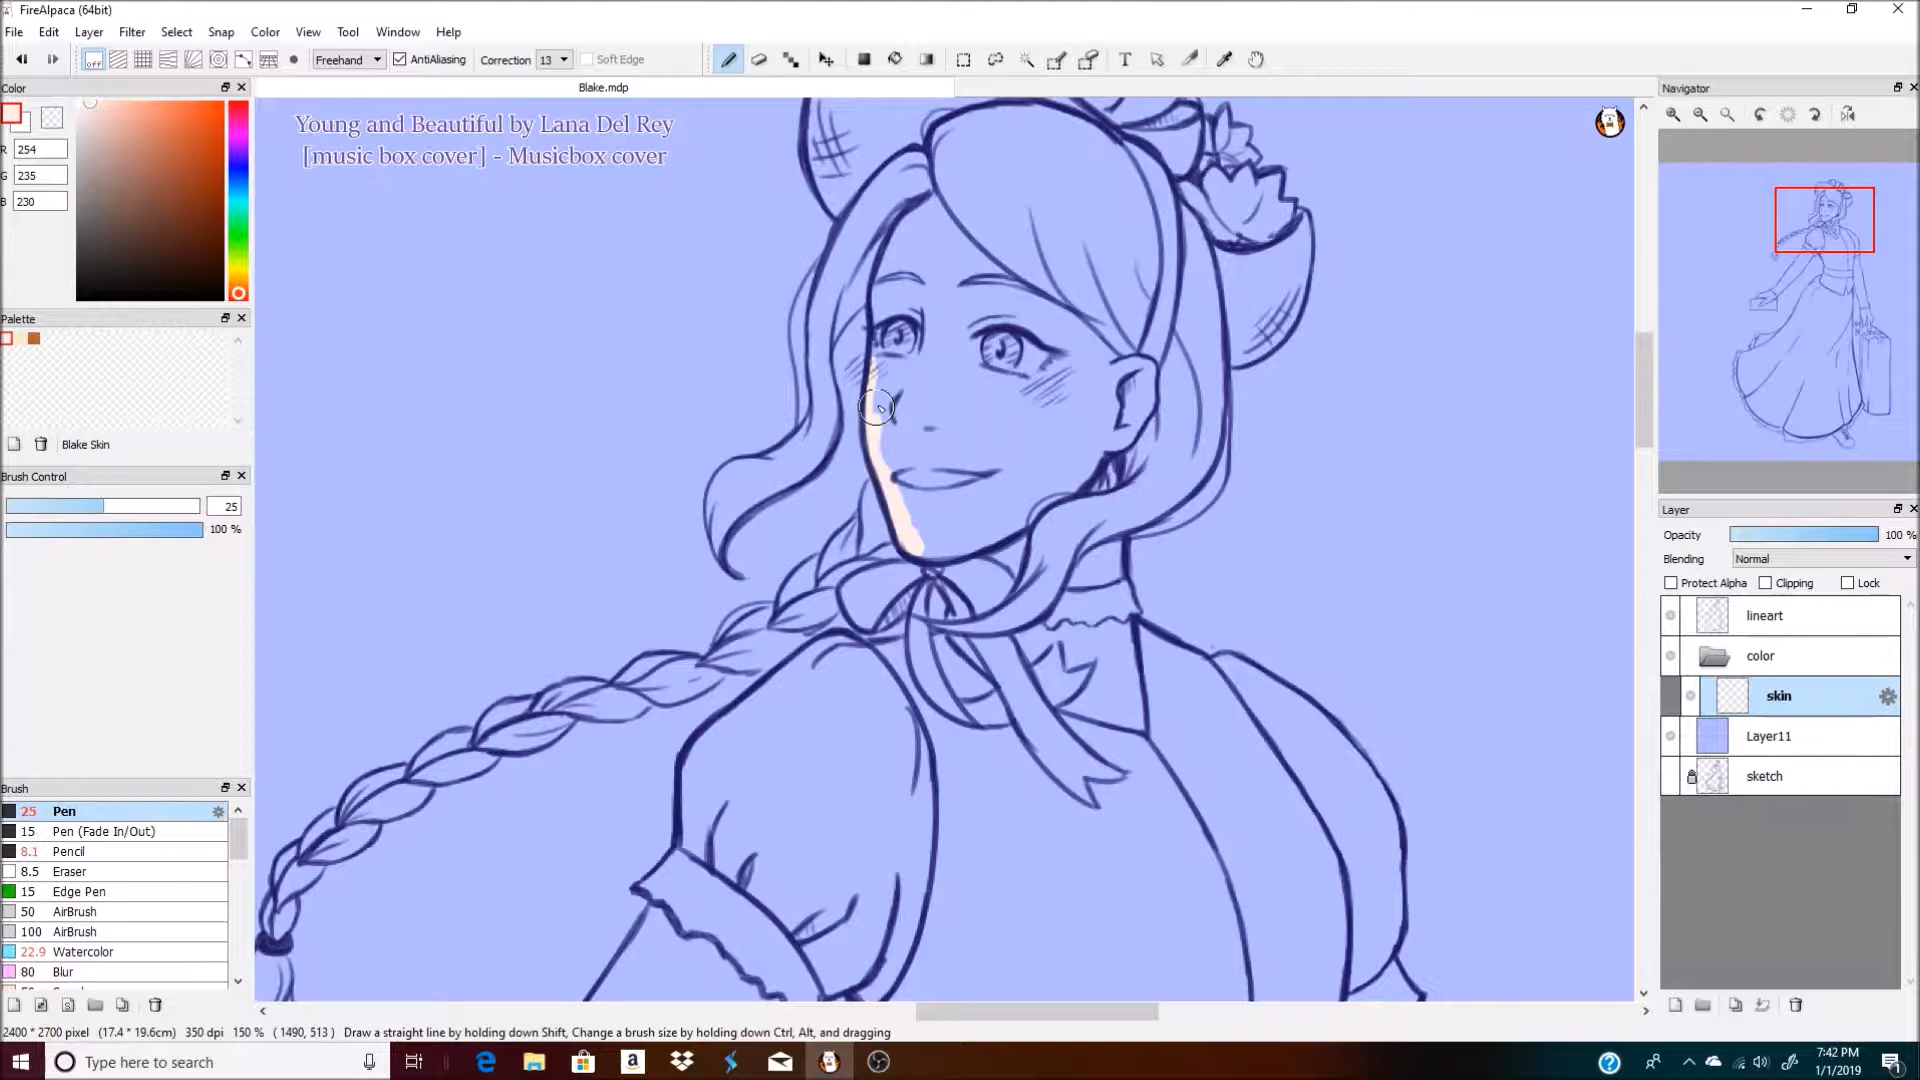 FireAlpaca (64bit)
File Edit Layer Filter Select Snap Color View Tool Window Help
Freehand AntiAliasing Correction 13 Soft Edge
Color
Blake.mdp
Navigator
R 254
G 235
B 230
Young and Beautiful by Lana Del Rey
[music box cover] - Musicbox cover
Palette
Blake Skin
Brush Control
25
100 %
Layer
Opacity 100 %
Blending Normal
Protect Alpha Clipping Lock
lineart
color
skin
Layer11
sketch
Brush
25 Pen
15 Pen (Fade In/Out)
8.1 Pencil
8.5 Eraser
15 Edge Pen
50 AirBrush
100 AirBrush
22.9 Watercolor
80 Blur
2400 * 2700 pixel (17.4 * 19.6cm) 350 dpi 150 % ( 1490, 513 ) Draw a straight line by holding down Shift, Change a brush size by holding down Ctrl, Alt, and dragging
Type here to search
7:42 PM
1/1/2019